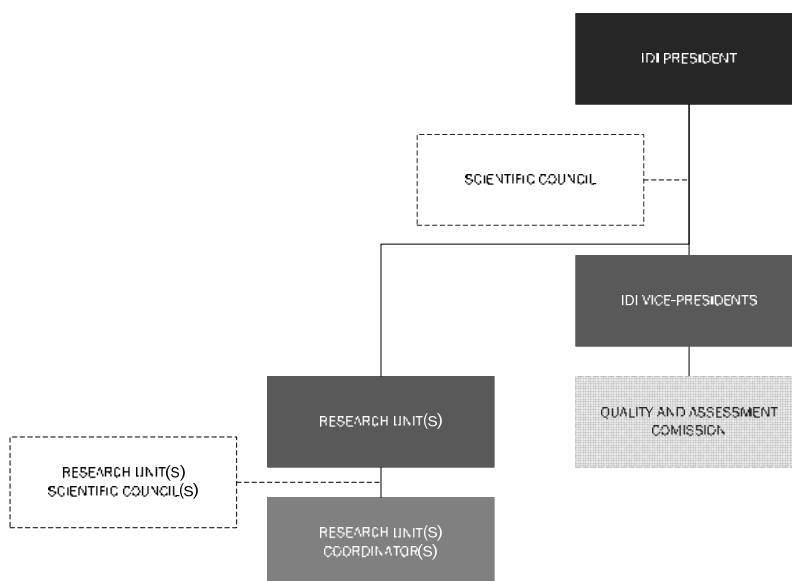 IDI PRESIDENT
SCIENTIFIC COUNCIL
IDI VICE-PRESIDENTS
QUALITY AND ASSESSMENT
COMISSION
RESEARCH UNIT(S)
RESEARCH UNIT(S)
SCIENTIFIC COUNCIL(S)
RESEARCH UNIT(S)
COORDINATOR(S)